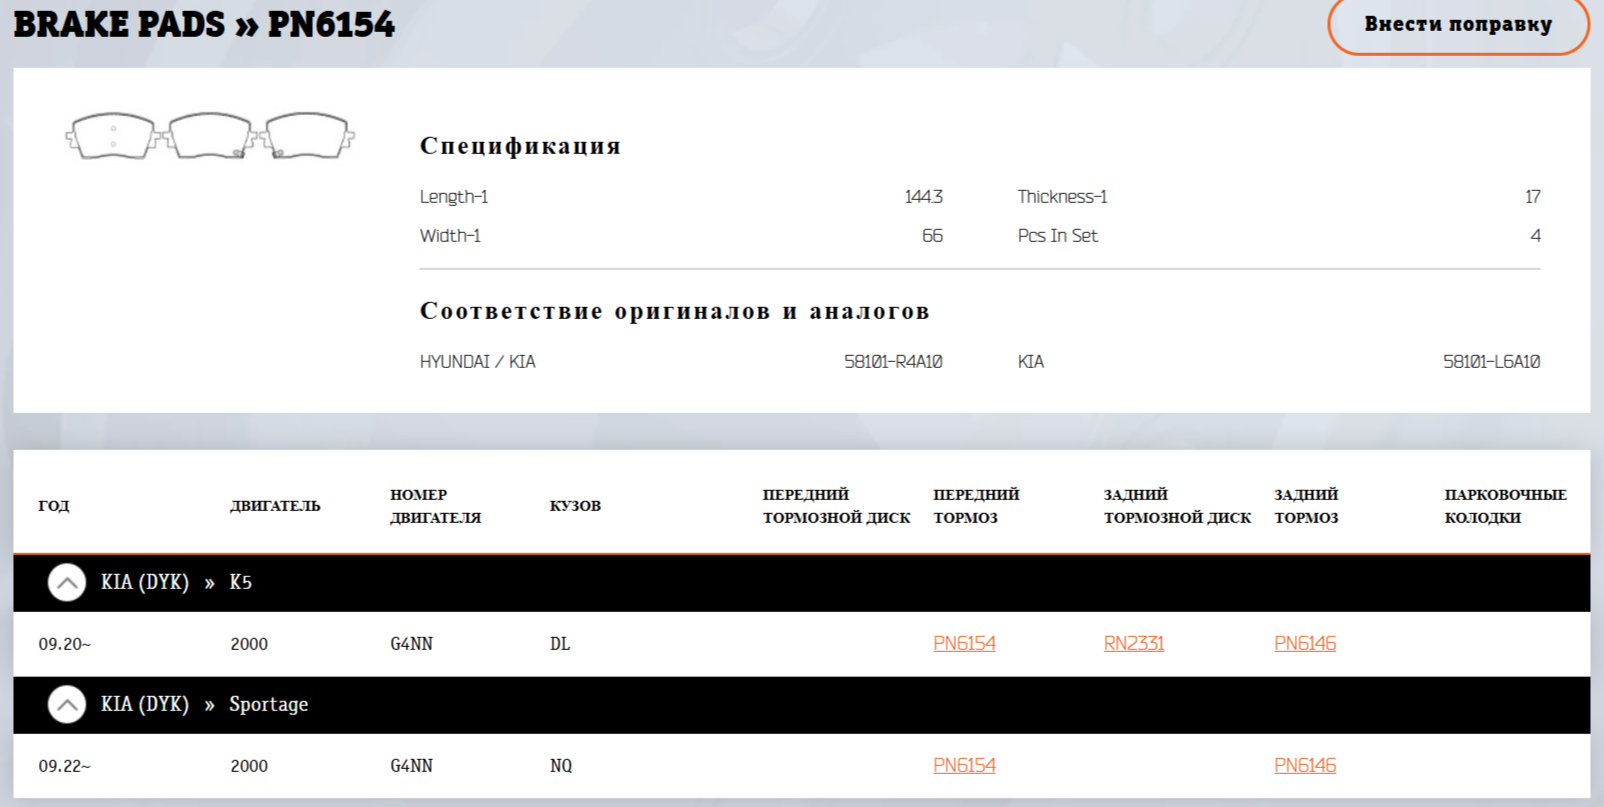 BRAKE PADS » PN6154
Внести поправку
Спецификация
Length-1 144.3 Thickness-1 17
Width-1 66 Pcs In Set 4
Соответствие оригиналов и аналогов
HYUNDAI / KIA 58101-R4A10 KIA 58101-L6A10
ГОД ДВИГАТЕЛЬ НОМЕР ДВИГАТЕЛЯ КУЗОВ ПЕРЕДНИЙ ТОРМОЗНОЙ ДИСК ПЕРЕДНИЙ ТОРМОЗ ЗАДНИЙ ТОРМОЗНОЙ ДИСК ЗАДНИЙ ТОРМОЗ ПАРКОВОЧНЫЕ КОЛОДКИ
KIA (DYK) » K5
09.20~ 2000 G4NN DL PN6154 RN2331 PN6146
KIA (DYK) » Sportage
09.22~ 2000 G4NN NQ PN6154 PN6146